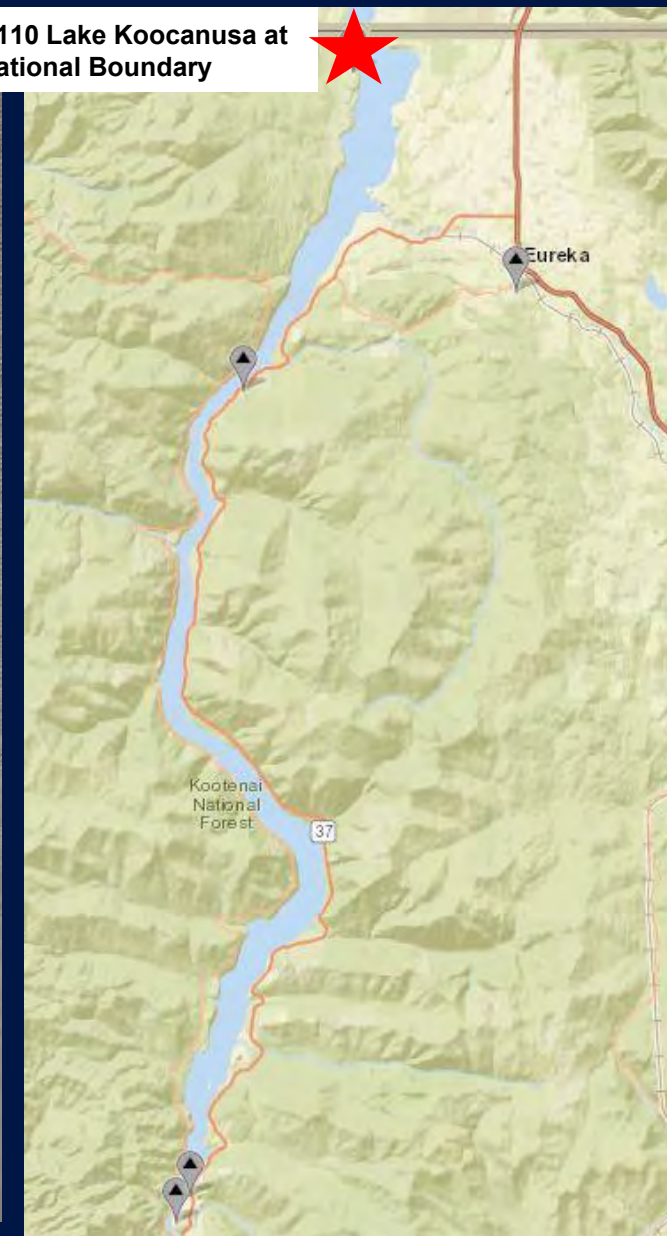 110 Lake Koocanusa at
ational Boundary
Eureka
Kootenai
National
Forest
37